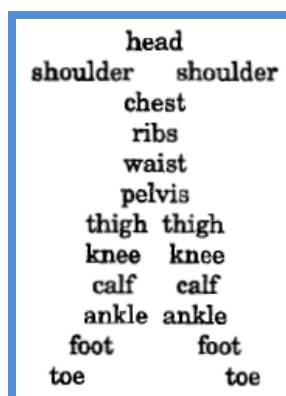 head
shoulder shoulder
chest
ribs
waist
pelvis
thigh thigh
knee knee
calf calf
ankle ankle
foot foot
toe toe